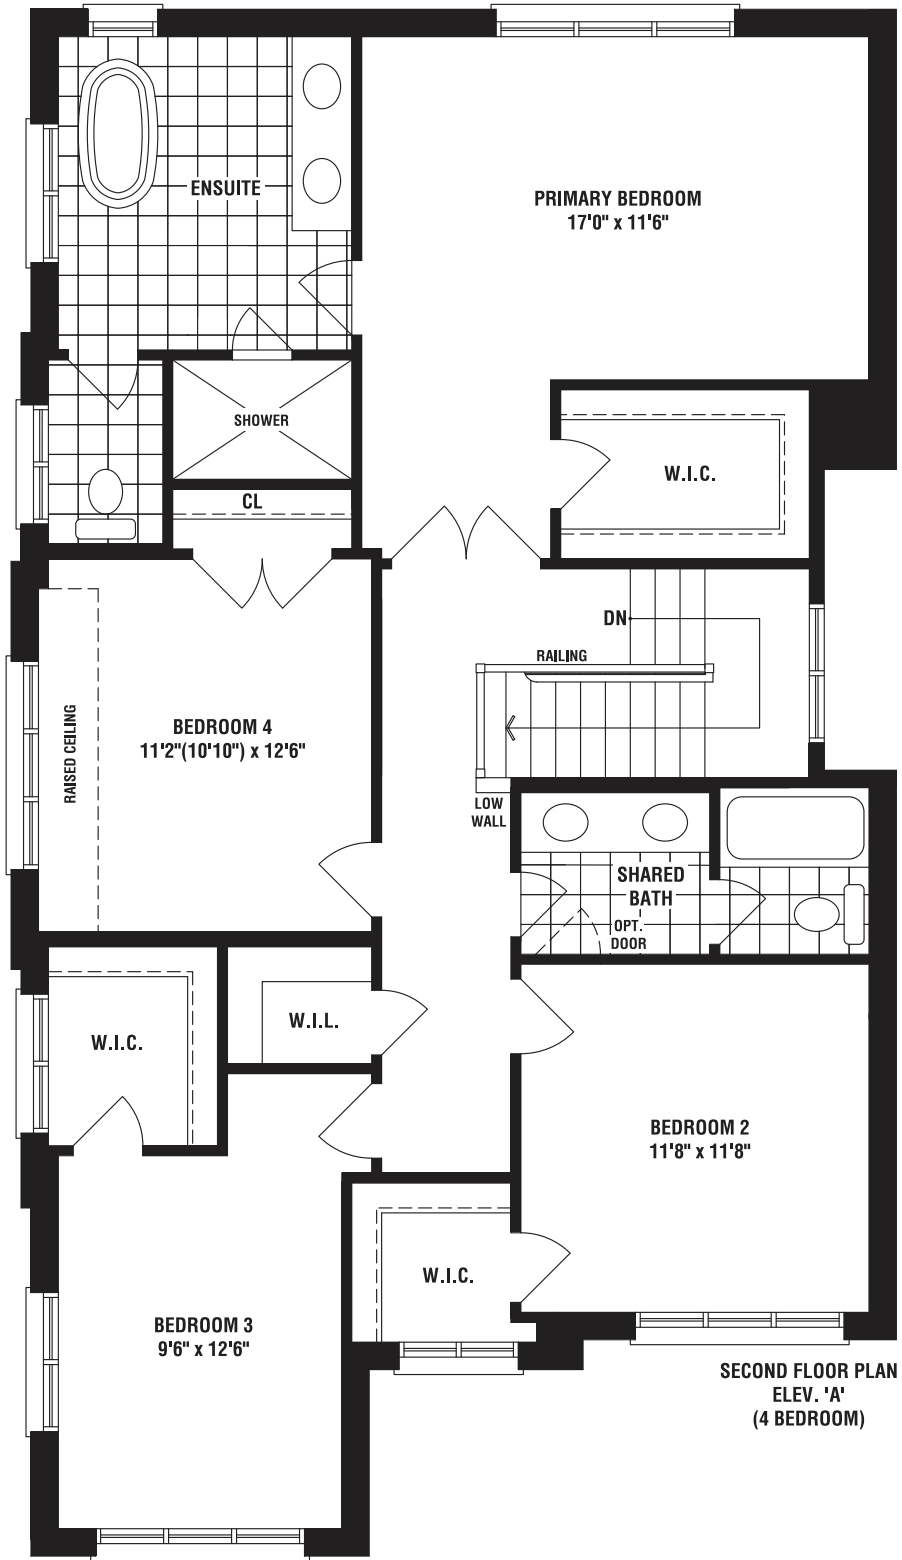 ENSUITE
PRIMARY BEDROOM
17'0" x 11'6"
SHOWER
W.I.C.
CL
DN
RAILING
RAISED CEILING
BEDROOM 4
11'2"(10'10") x 12'6"
LOW
WALL
SHARED
BATH
OPT.
DOOR
W.I.C.
W.I.L.
BEDROOM 2
11'8" x 11'8"
W.I.C.
BEDROOM 3
9'6" x 12'6"
SECOND FLOOR PLAN
ELEV. 'A'
(4 BEDROOM)